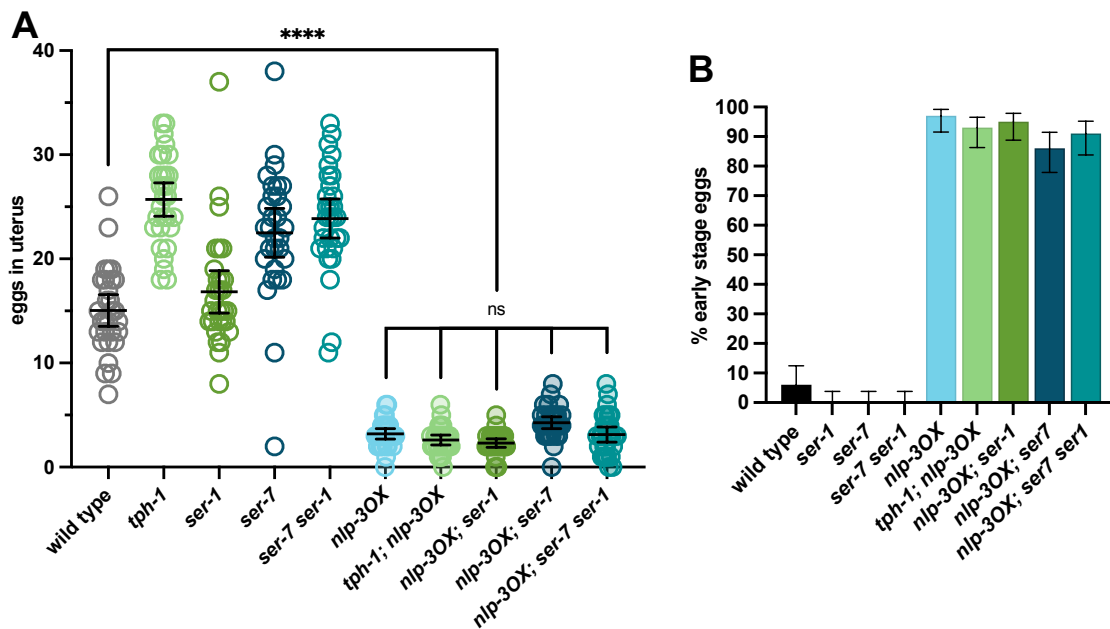 A
****
eggs in uterus
40
30
20
10
0
ns
wild type
tph-1
ser-1
ser-7
ser-7 ser-1
nlp-3OX
tph-1; nlp-3OX
nlp-3OX; ser-1
nlp-3OX; ser-7
nlp-3OX; ser-7 ser-1
B
% early stage eggs
100
90
80
70
60
50
40
30
20
10
0
wild type
ser-1
ser-7
ser-7 ser-1
nlp-3OX
tph-1; nlp-3OX
nlp-3OX; ser-1
nlp-3OX; ser7
nlp-3OX; ser7 ser1